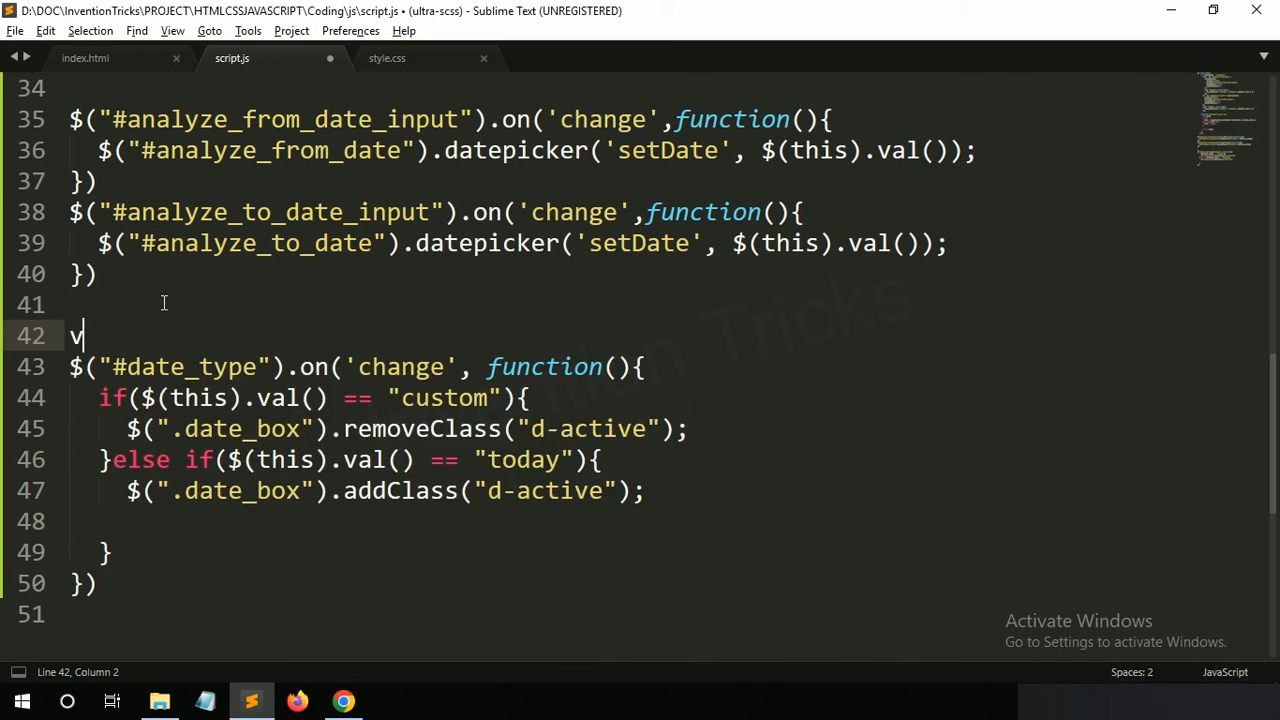 D:\DOC\InventionTricks\PROJECT\HTMLCSSJAVASCRIPT\Coding\js\script.js • (ultra-scss) - Sublime Text (UNREGISTERED)
File Edit Selection Find View Goto Tools Project Preferences Help
index.html script.js style.css
34
35 $("#analyze_from_date_input").on('change',function(){
36 $("#analyze_from_date").datepicker('setDate', $(this).val());
37 })
38 $("#analyze_to_date_input").on('change',function(){
39 $("#analyze_to_date").datepicker('setDate', $(this).val());
40 })
41
42 v
43 $("#date_type").on('change', function(){
44 if($(this).val() == "custom"){
45 $(".date_box").removeClass("d-active");
46 }else if($(this).val() == "today"){
47 $(".date_box").addClass("d-active");
48
49 }
50 })
51
Invention Tricks
Activate Windows
Go to Settings to activate Windows.
Line 42, Column 2 Spaces: 2 JavaScript